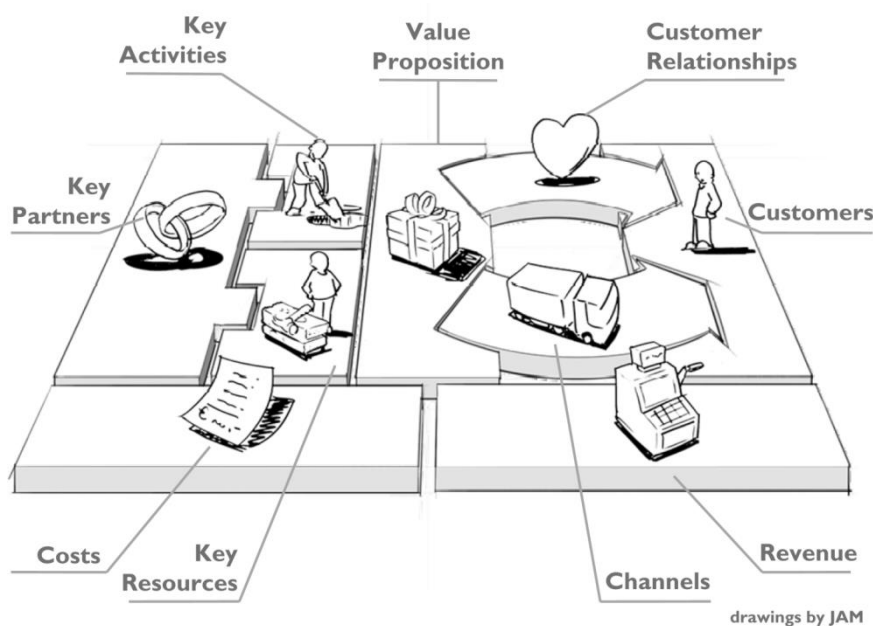 Key
Activities
Value
Proposition
Customer
Relationships
Key
Partners
Customers
Costs
Key
Resources
Channels
Revenue
drawings by JAM